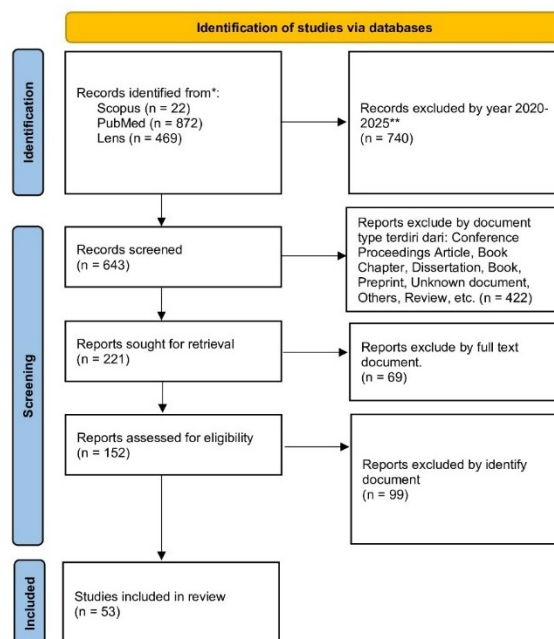 Identification of studies via databases
Identification
Records identified from*:
Scopus (n = 22)
PubMed (n = 872)
Lens (n = 469)
Records excluded by year 2020-
2025**
(n = 740)
Screening
Records screened
(n = 643)
Reports exclude by document
type terdiri dari: Conference
Proceedings Article, Book
Chapter, Dissertation, Book,
Preprint, Unknown document,
Others, Review, etc. (n = 422)
Reports sought for retrieval
(n = 221)
Reports exclude by full text
document.
(n = 69)
Reports assessed for eligibility
(n = 152)
Reports excluded by identify
document
(n = 99)
Included
Studies included in review
(n = 53)